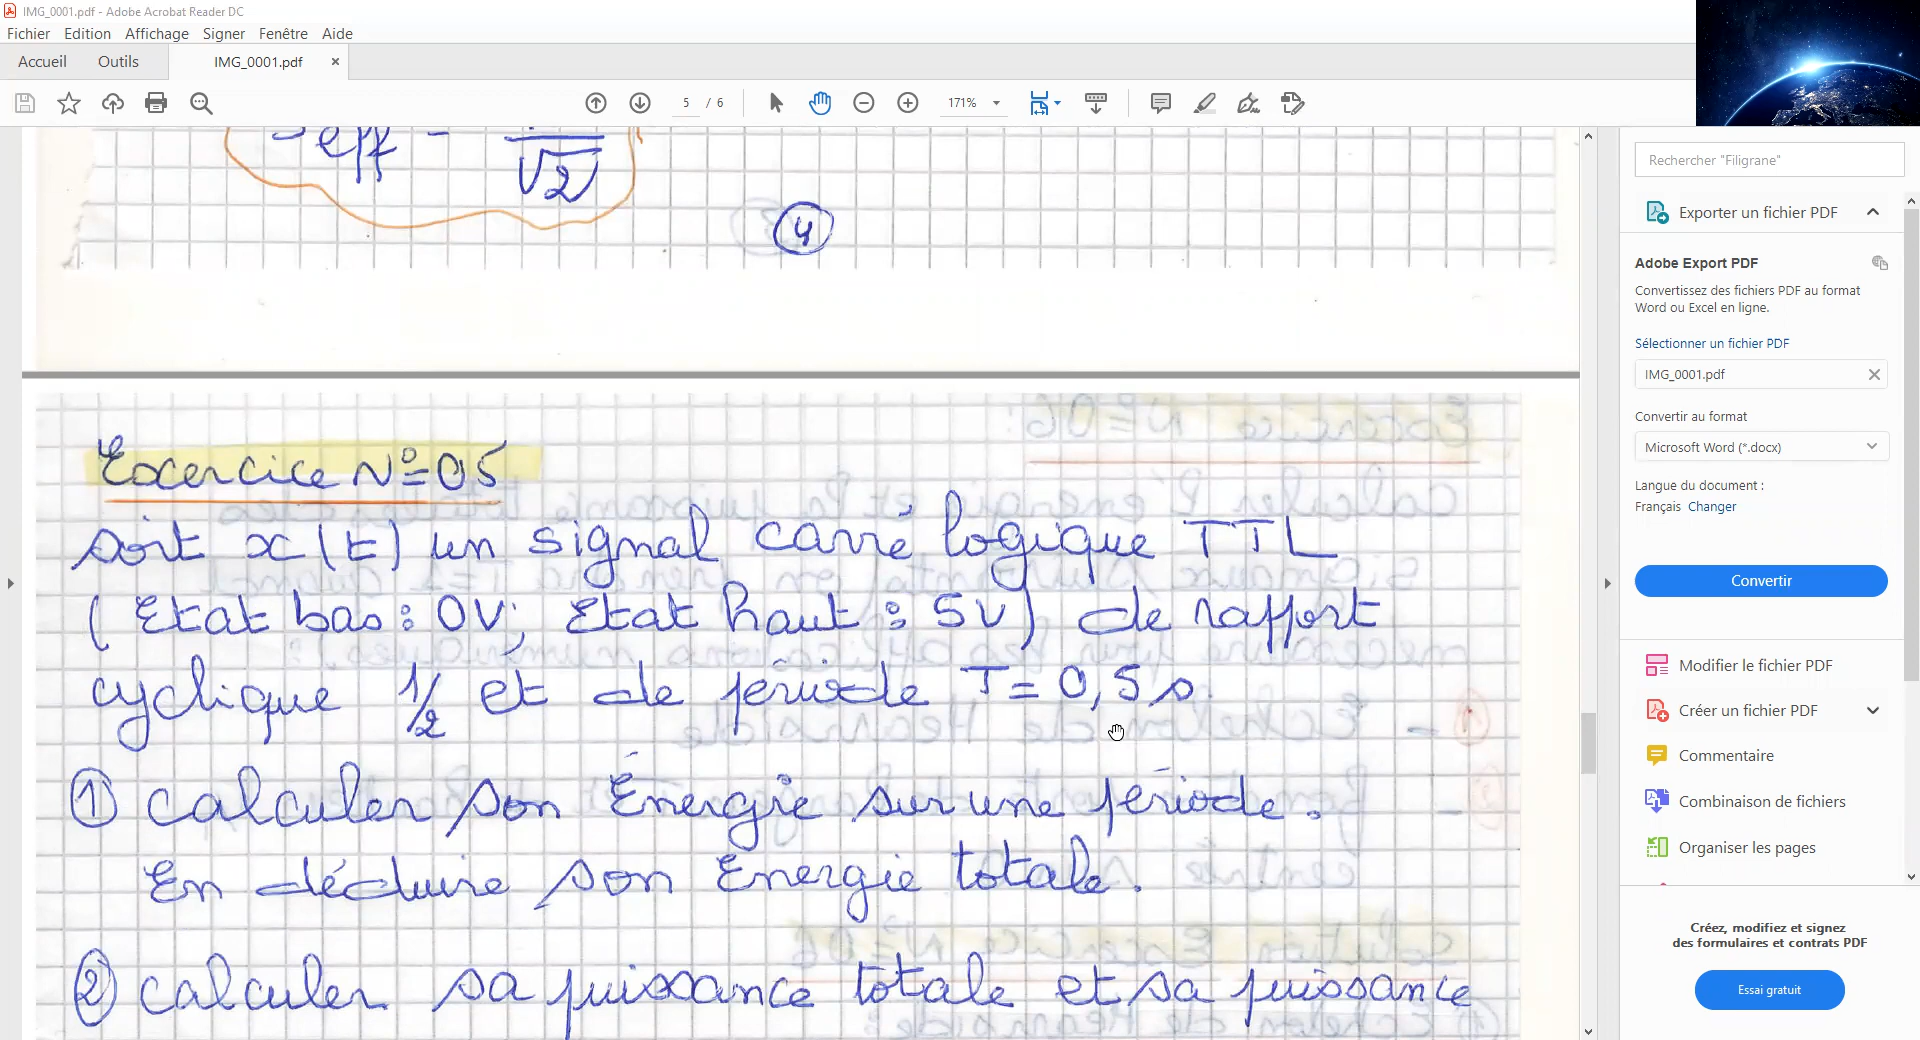 IMG_0001.pdf - Adobe Acrobat Reader DC
Fichier Edition Affichage Signer Fenêtre Aide
Accueil Outils IMG_0001.pdf ×
5 / 6 171%
eff = √2
4
Exercice N°=05
soit x(t) un signal carré logique TTL
( Etat bas : 0V; Etat haut : 5V) de rapport
cyclique 1/2 et de période T = 0,5 s.
① calculer son Énergie sur une période.
En déduire son Energie totale.
② calculer sa puissance totale et sa puissance
Rechercher "Filigrane"
Exporter un fichier PDF
Adobe Export PDF
Convertissez des fichiers PDF au format
Word ou Excel en ligne.
Sélectionner un fichier PDF
IMG_0001.pdf
Convertir au format
Microsoft Word (*.docx)
Langue du document :
Français Changer
Convertir
Modifier le fichier PDF
Créer un fichier PDF
Commentaire
Combinaison de fichiers
Organiser les pages
Créez, modifiez et signez
des formulaires et contrats PDF
Essai gratuit